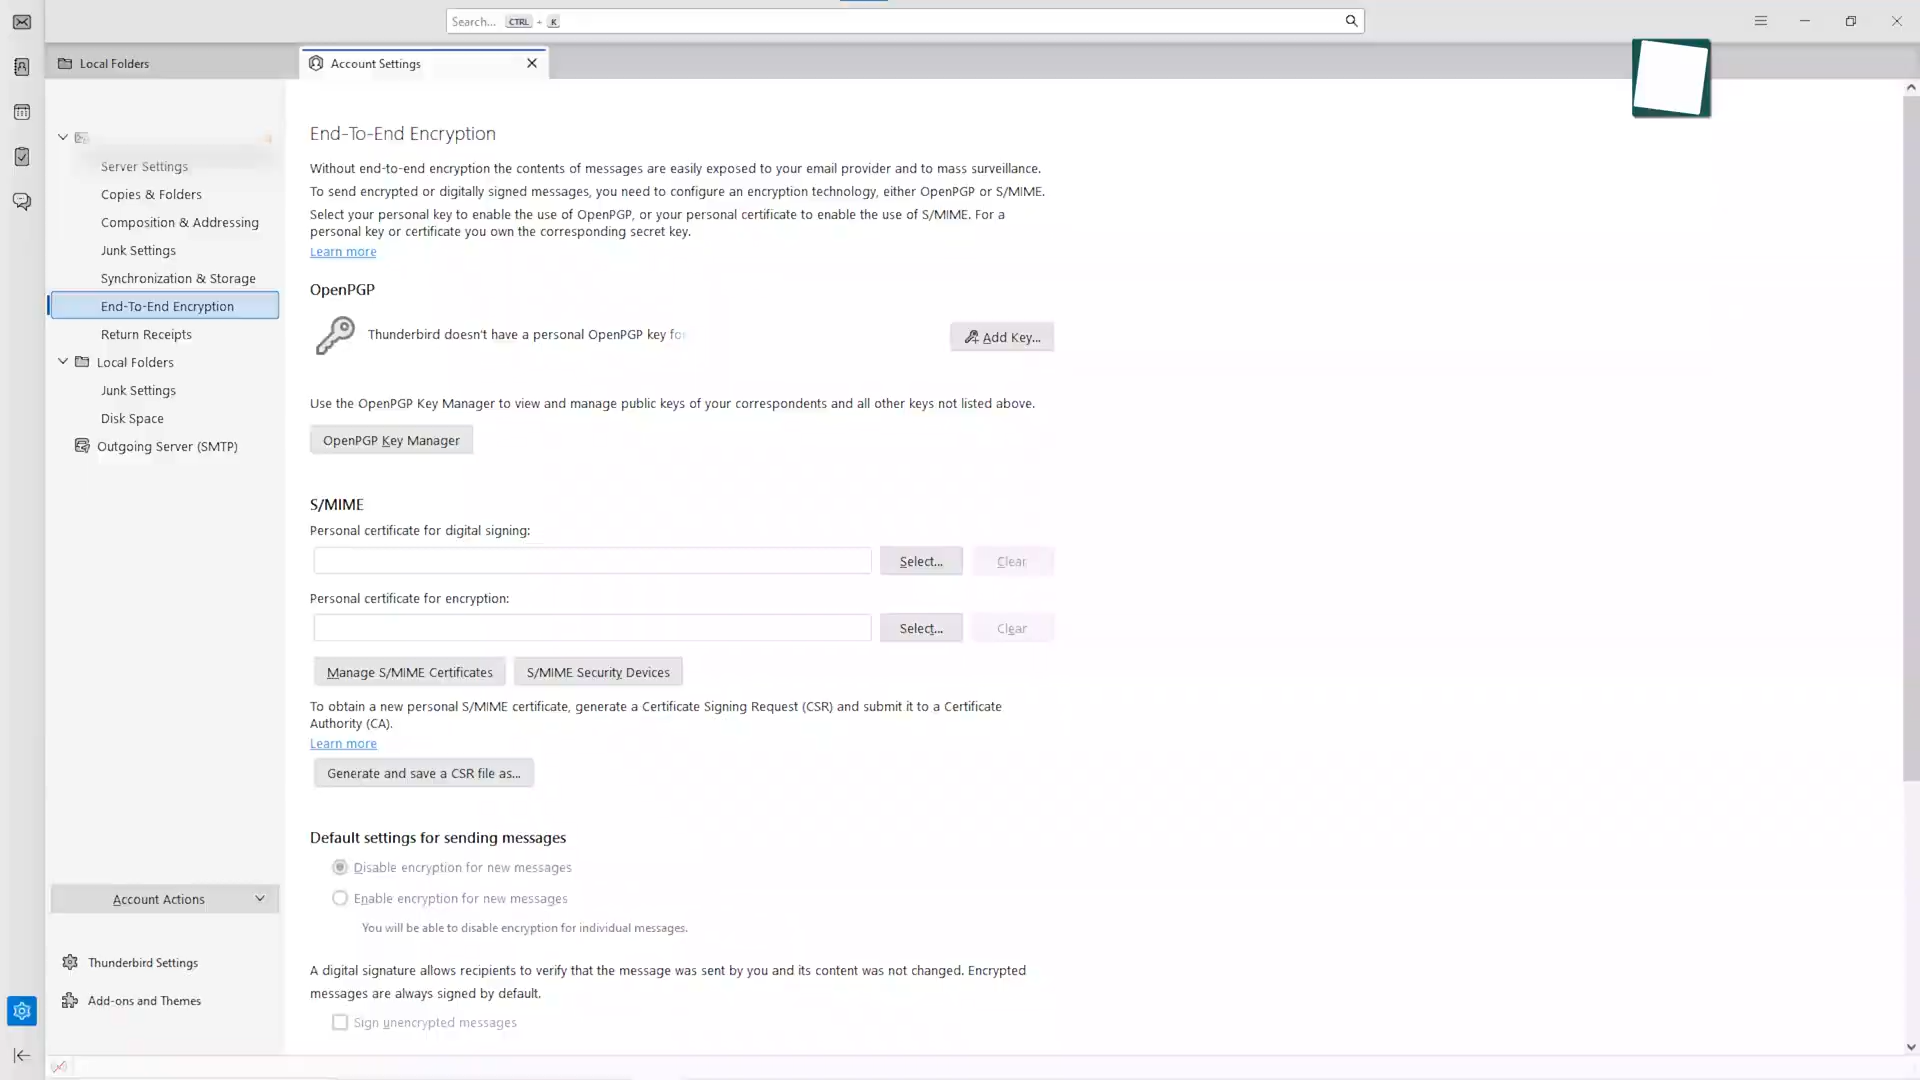 Search... CTRL + K
Local Folders
Account Settings
Server Settings
Copies & Folders
Composition & Addressing
Junk Settings
Synchronization & Storage
End-To-End Encryption
Return Receipts
Local Folders
Junk Settings
Disk Space
Outgoing Server (SMTP)
Account Actions
Thunderbird Settings
Add-ons and Themes
End-To-End Encryption
Without end-to-end encryption the contents of messages are easily exposed to your email provider and to mass surveillance.
To send encrypted or digitally signed messages, you need to configure an encryption technology, either OpenPGP or S/MIME.
Select your personal key to enable the use of OpenPGP, or your personal certificate to enable the use of S/MIME. For a
personal key or certificate you own the corresponding secret key.
Learn more
OpenPGP
Thunderbird doesn't have a personal OpenPGP key for
Add Key...
Use the OpenPGP Key Manager to view and manage public keys of your correspondents and all other keys not listed above.
OpenPGP Key Manager
S/MIME
Personal certificate for digital signing:
Select... Clear
Personal certificate for encryption:
Select... Clear
Manage S/MIME Certificates S/MIME Security Devices
To obtain a new personal S/MIME certificate, generate a Certificate Signing Request (CSR) and submit it to a Certificate
Authority (CA).
Learn more
Generate and save a CSR file as...
Default settings for sending messages
Disable encryption for new messages
Enable encryption for new messages
You will be able to disable encryption for individual messages.
A digital signature allows recipients to verify that the message was sent by you and its content was not changed. Encrypted
messages are always signed by default.
Sign unencrypted messages